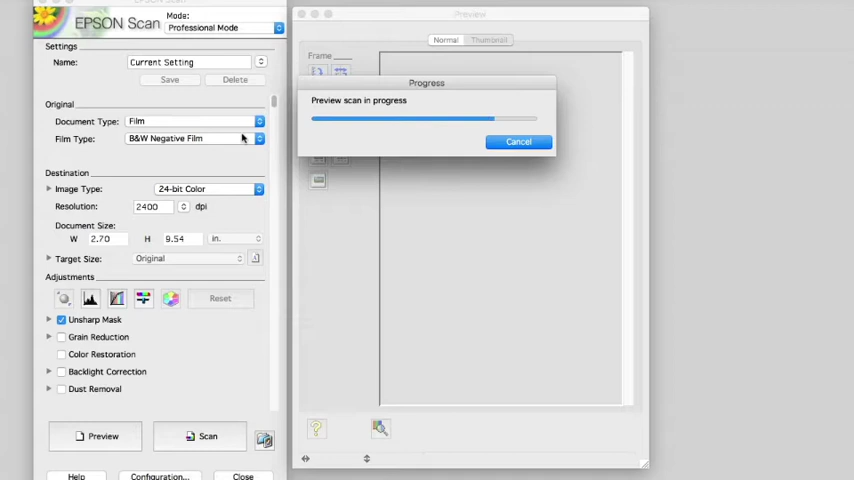 EPSON Scan
Mode:
Professional Mode
Settings
Name: Current Setting
Save Delete
Original
Document Type: Film
Film Type: B&W Negative Film
Destination
Image Type: 24-bit Color
Resolution: 2400 dpi
Document Size:
W 2.70 H 9.54 in.
Target Size: Original
Adjustments
Reset
Unsharp Mask
Grain Reduction
Color Restoration
Backlight Correction
Dust Removal
Preview Scan
Help Configuration... Close
Preview
Normal Thumbnail
Frame
Progress
Preview scan in progress
Cancel